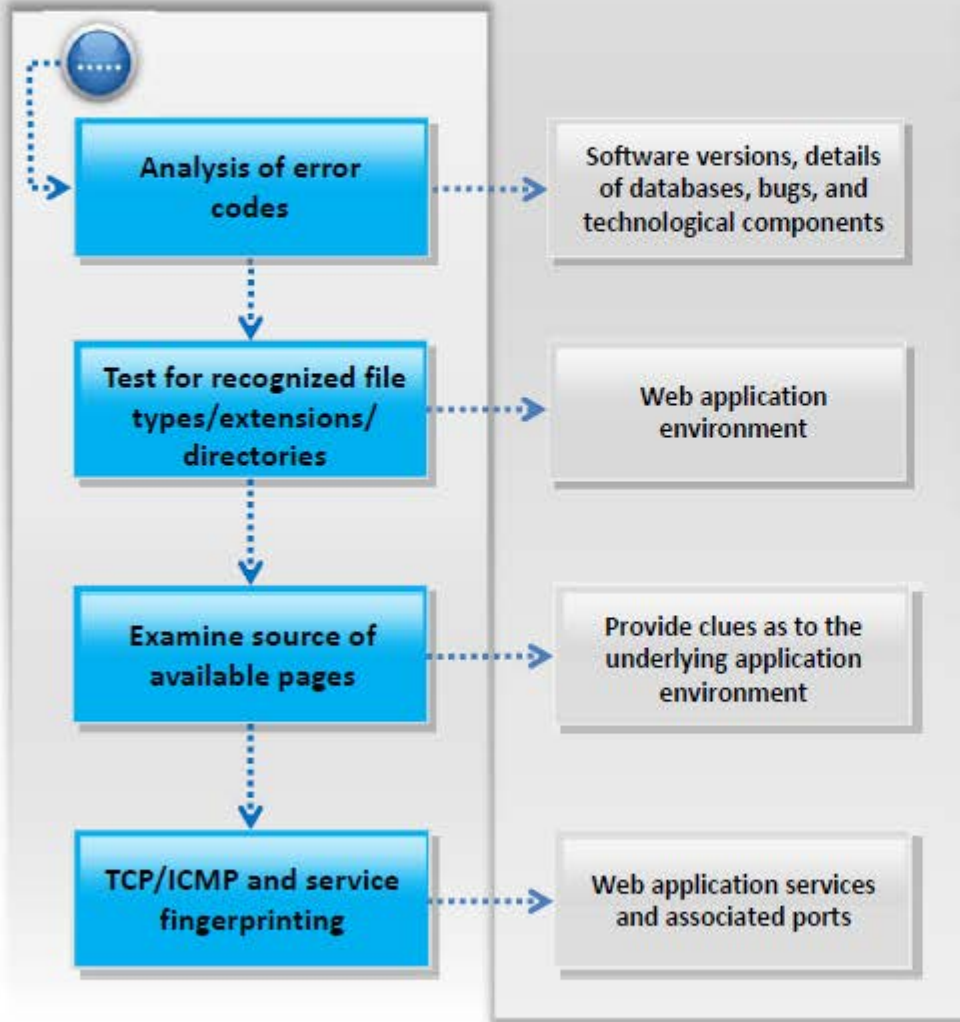 Analysis of error
codes
Software versions, details
of databases, bugs, and
technological components
Test for recognized file
types/extensions/
directories
Web application
environment
Examine source of
available pages
Provide clues as to the
underlying application
environment
TCP/ICMP and service
fingerprinting
Web application services
and associated ports